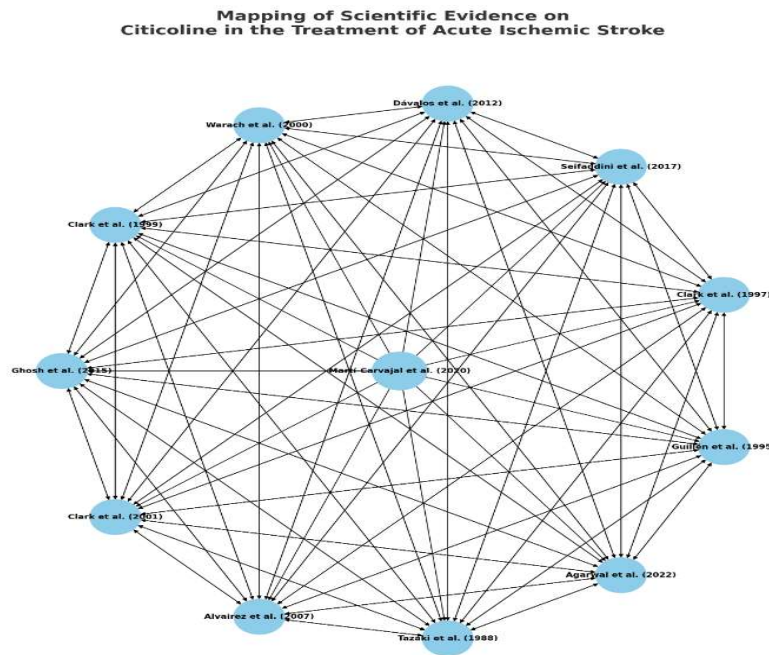 Mapping of Scientific Evidence on
Citicoline in the Treatment of Acute Ischemic Stroke
Dávalos et al. (2012)
Warach et al. (2000)
Seifaddini et al. (2017)
Clark et al. (1999)
Clark et al. (1997)
Ghosh et al. (2015)
Martí-Carvajal et al. (2020)
Guillén et al. (1995
Clark et al. (2001)
Agarwal et al. (2022)
Alvairez et al. (2007)
Tazaki et al. (1988)